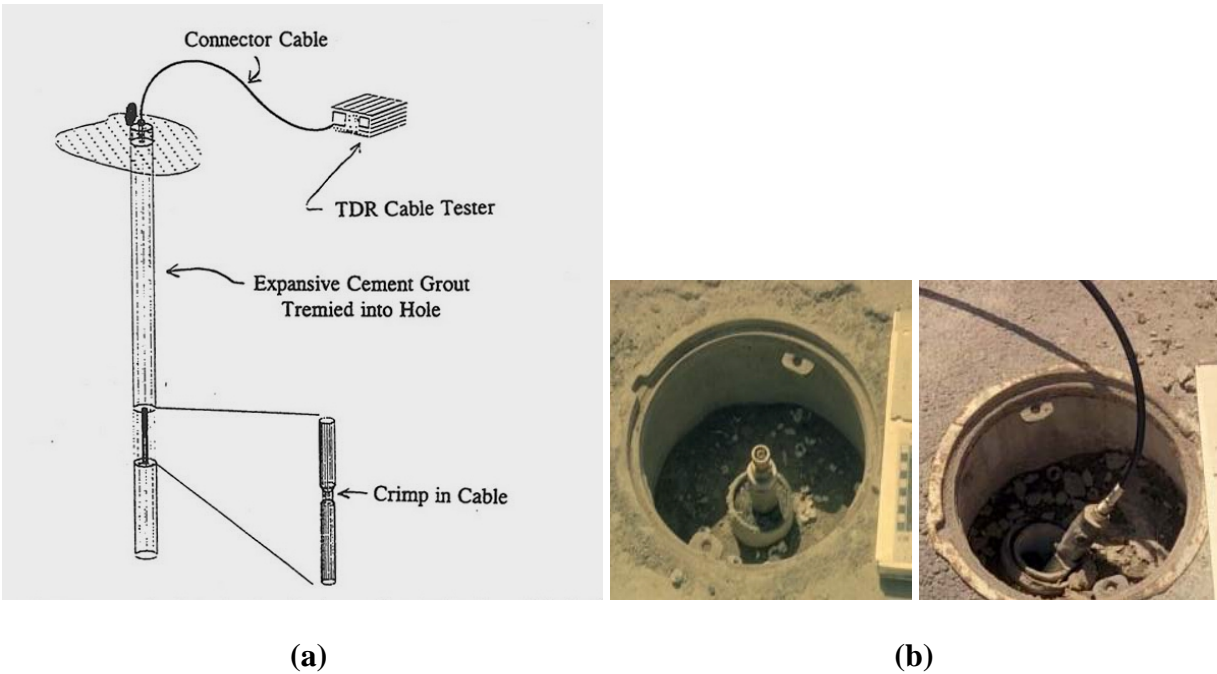 Connector Cable
TDR Cable Tester
Expansive Cement Grout
Tremied into Hole
Crimp in Cable
(a)
(b)